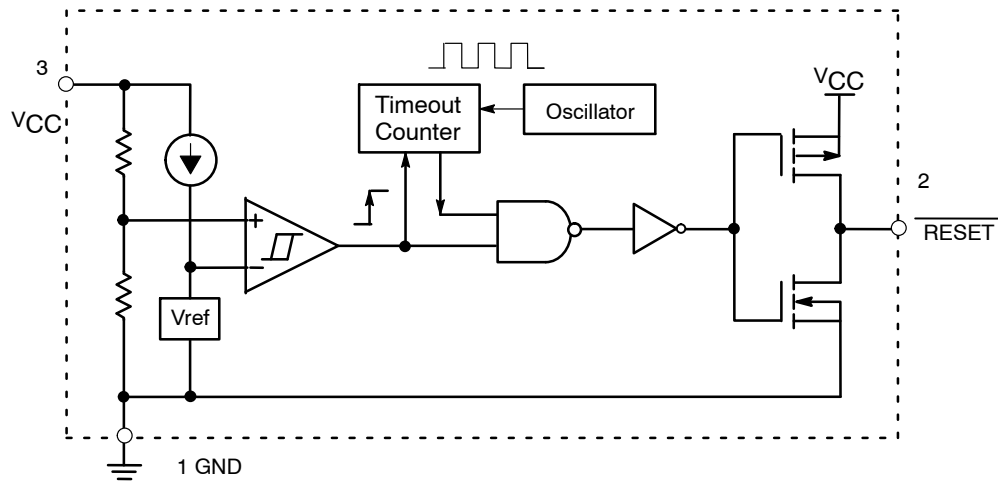 3
VCC
Timeout
Counter
Oscillator
VCC
2
RESET
+
−
Vref
1 GND